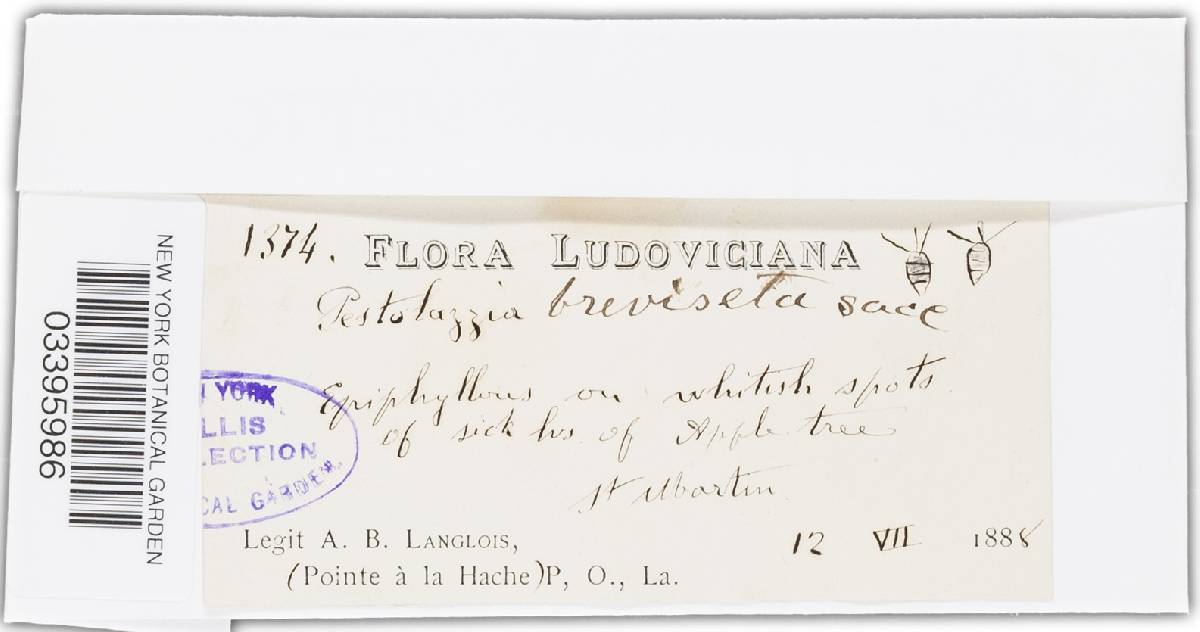 1374. FLORA LUDOVICIANA
Pestolazzia breviseta sacc
Epiphyllous on whitish spots
of sick lvs. of Apple tree
St Martin
Legit A. B. LANGLOIS,
(Pointe à la Hache) P, O., La.
12 VII 1888
YORK
LLIS
LECTION
CAL GARDEN.
NEW YORK BOTANICAL GARDEN
03395986